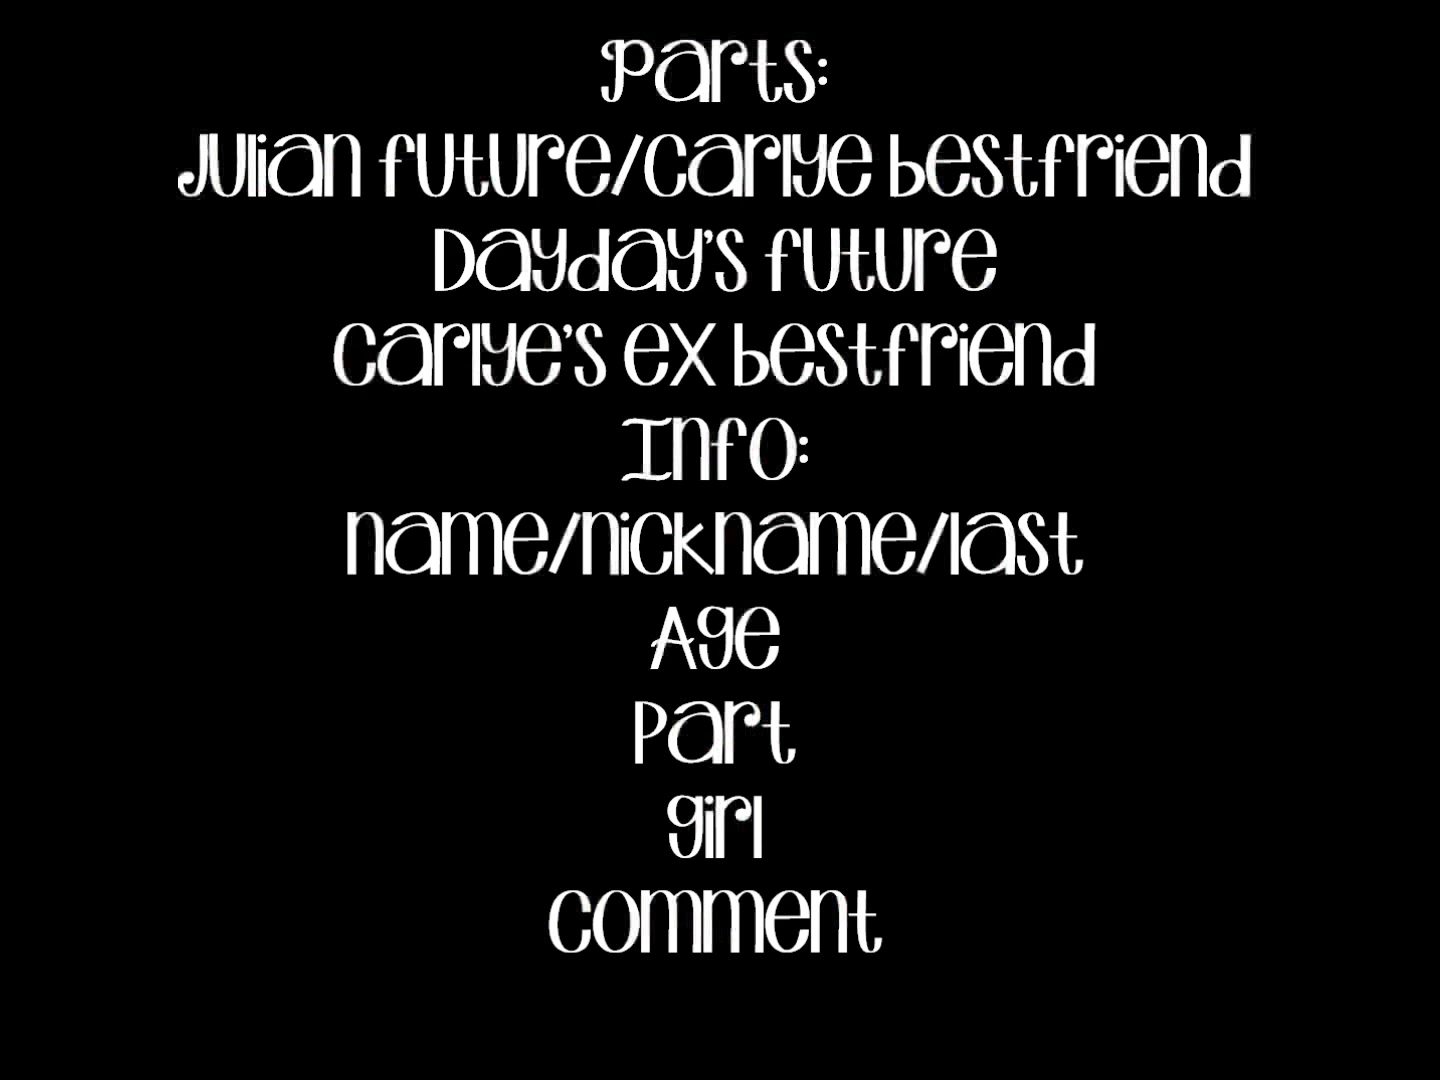 Parts:
Julian future/Carlye bestfriend
Dayday's future
Carlye's ex bestfriend
Info:
name/nickname/last
Age
Part
girl
comment